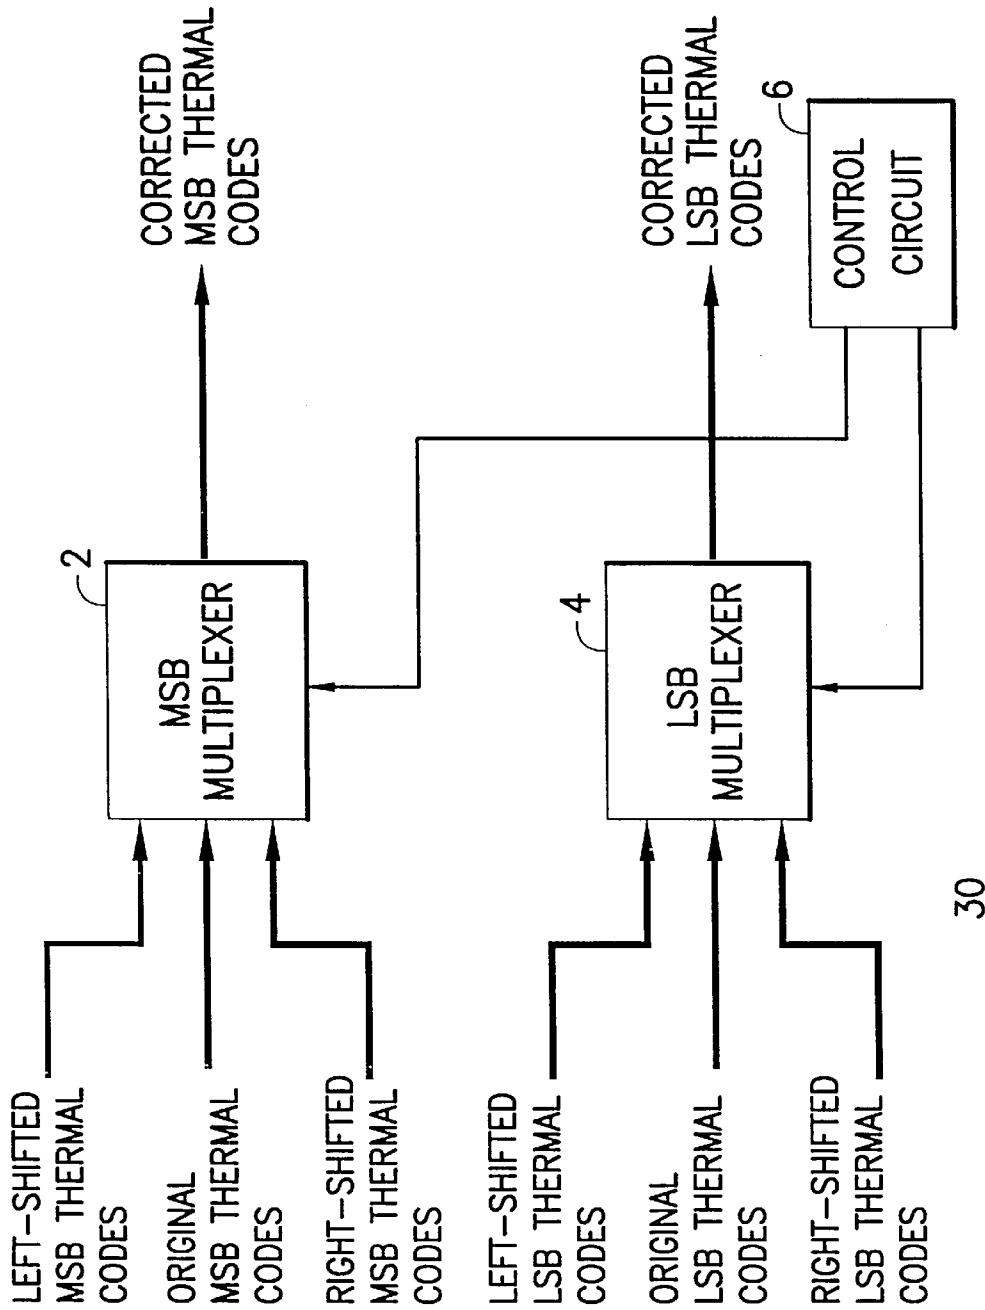 LEFT-SHIFTED
MSB THERMAL
CODES
ORIGINAL
MSB THERMAL
CODES
RIGHT-SHIFTED
MSB THERMAL
CODES
2
MSB
MULTIPLEXER
CORRECTED
MSB THERMAL
CODES
LEFT-SHIFTED
LSB THERMAL
CODES
ORIGINAL
LSB THERMAL
CODES
RIGHT-SHIFTED
LSB THERMAL
CODES
4
LSB
MULTIPLEXER
CORRECTED
LSB THERMAL
CODES
6
CONTROL
CIRCUIT
30